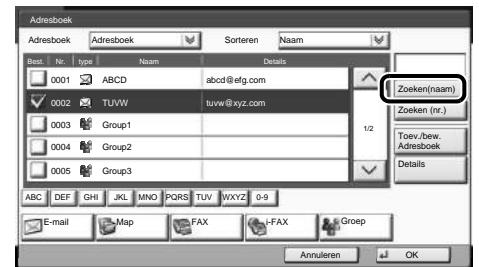 Adresboek
Adresboek Adresboek Sorteren Naam
Best. Nr. type Naam Details
0001 ABCD abcd@efg.com
0002 TUVW tuvw@xyz.com
0003 Group1
0004 Group2
0005 Group3
1/2
Zoeken(naam)
Zoeken (nr.)
Toev./bew.
Adresboek
Details
ABC DEF GHI JKL MNO PQRS TUV WXYZ 0-9
E-mail Map FAX i-FAX Groep
Annuleren OK